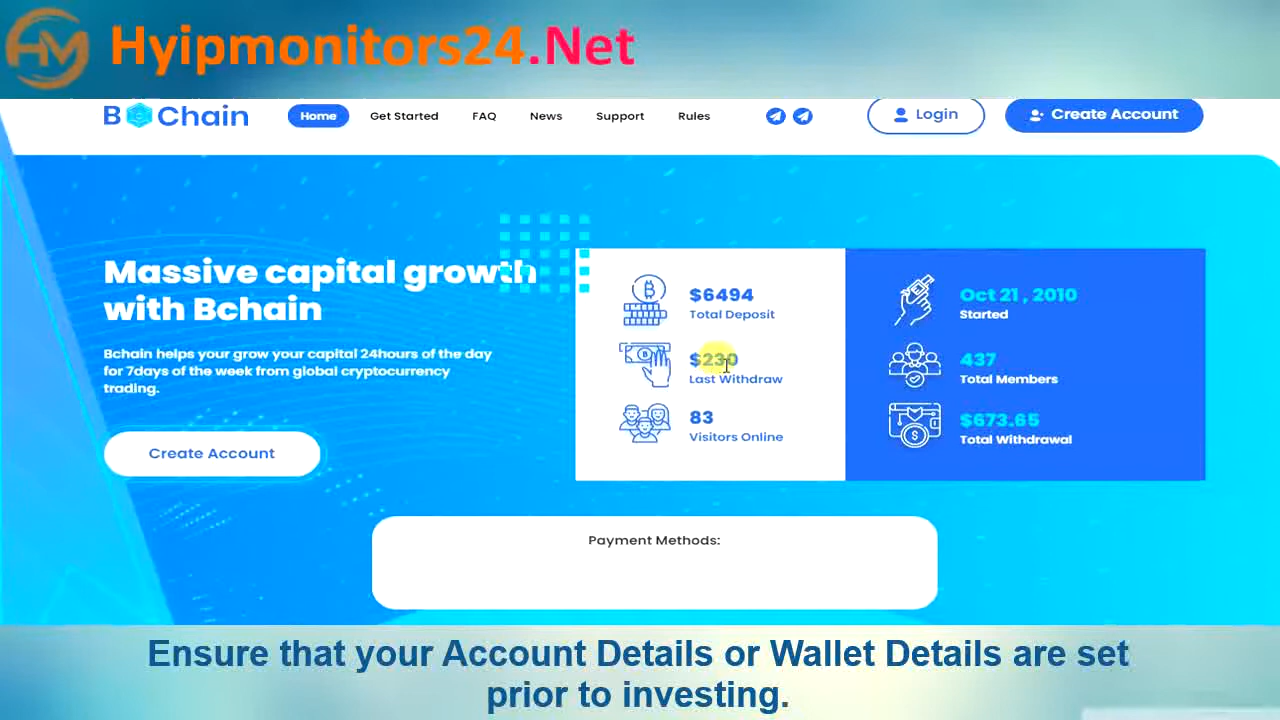 HM Hyipmonitors24.Net
B Chain
Home Get Started FAQ News Support Rules Login Create Account
Massive capital growth
with Bchain
Bchain helps your grow your capital 24hours of the day
for 7days of the week from global cryptocurrency
trading.
Create Account
$6494
Total Deposit
$230
Last Withdraw
83
Visitors Online
Oct 21 , 2010
Started
437
Total Members
$673.65
Total Withdrawal
Payment Methods:
Ensure that your Account Details or Wallet Details are set
prior to investing.